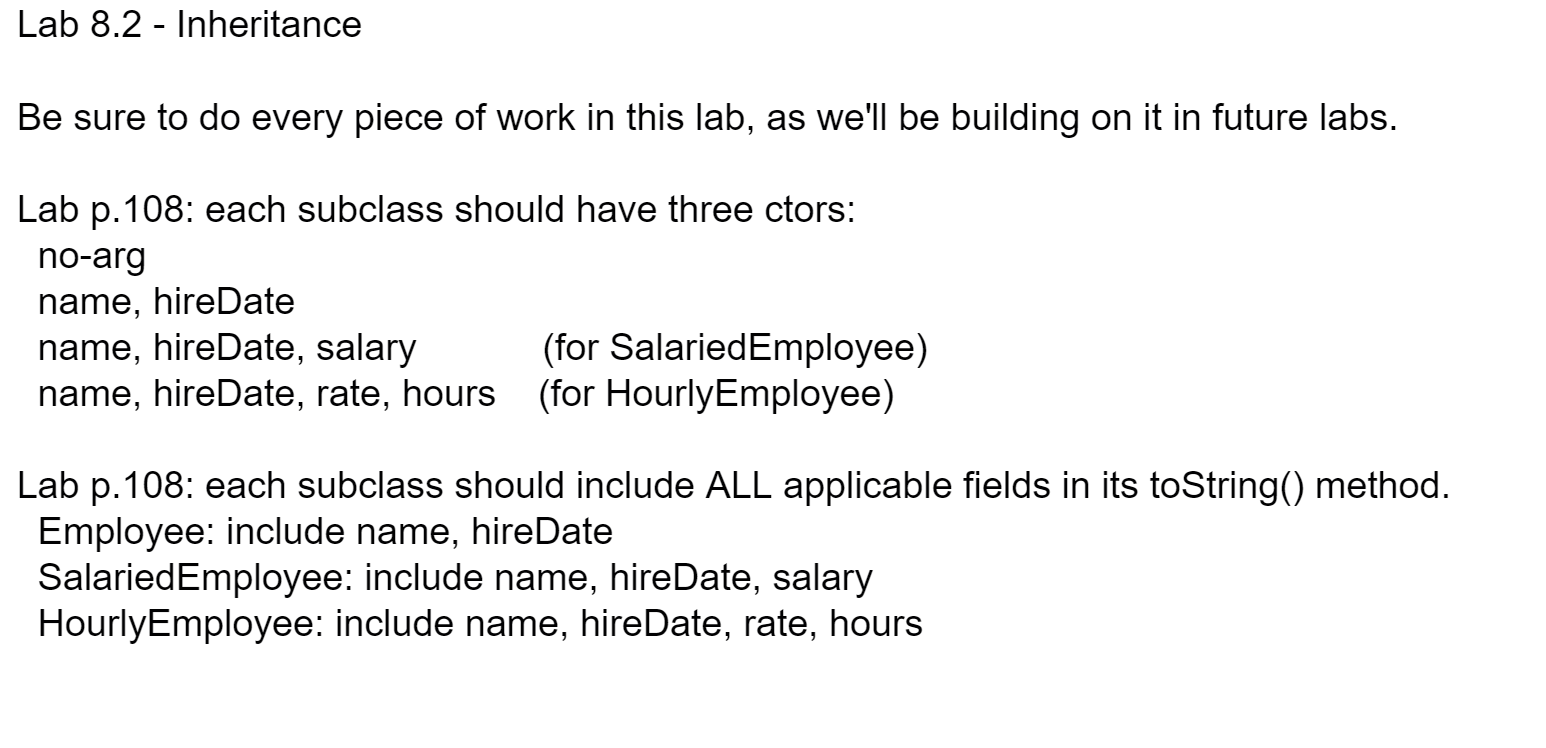 Lab 8.2 - Inheritance
Be sure to do every piece of work in this lab, as we'll be building on it in future labs.
Lab p.108: each subclass should have three ctors:
no-arg
name, hireDate
name, hireDate, salary (for SalariedEmployee)
name, hireDate, rate, hours (for HourlyEmployee)
Lab p.108: each subclass should include ALL applicable fields in its toString() method.
Employee: include name, hireDate
SalariedEmployee: include name, hireDate, salary
HourlyEmployee: include name, hireDate, rate, hours